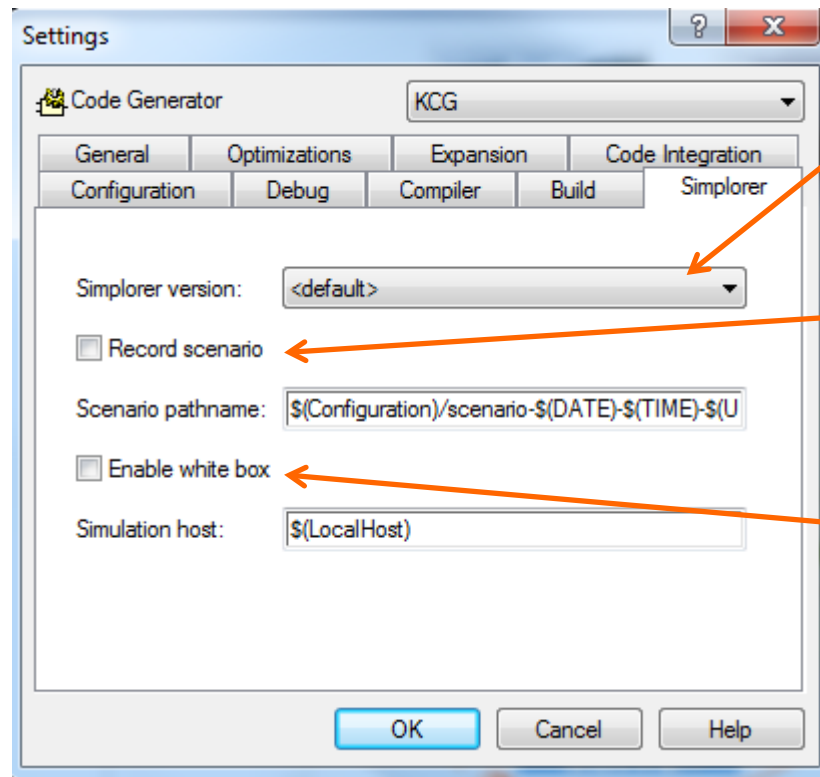 Settings
?
X
Code Generator KCG
General Optimizations Expansion Code Integration
Configuration Debug Compiler Build Simplorer
Simplorer version: <default>
Record scenario
Scenario pathname: $(Configuration)/scenario-$(DATE)-$(TIME)-$(U
Enable white box
Simulation host: $(LocalHost)
OK Cancel Help